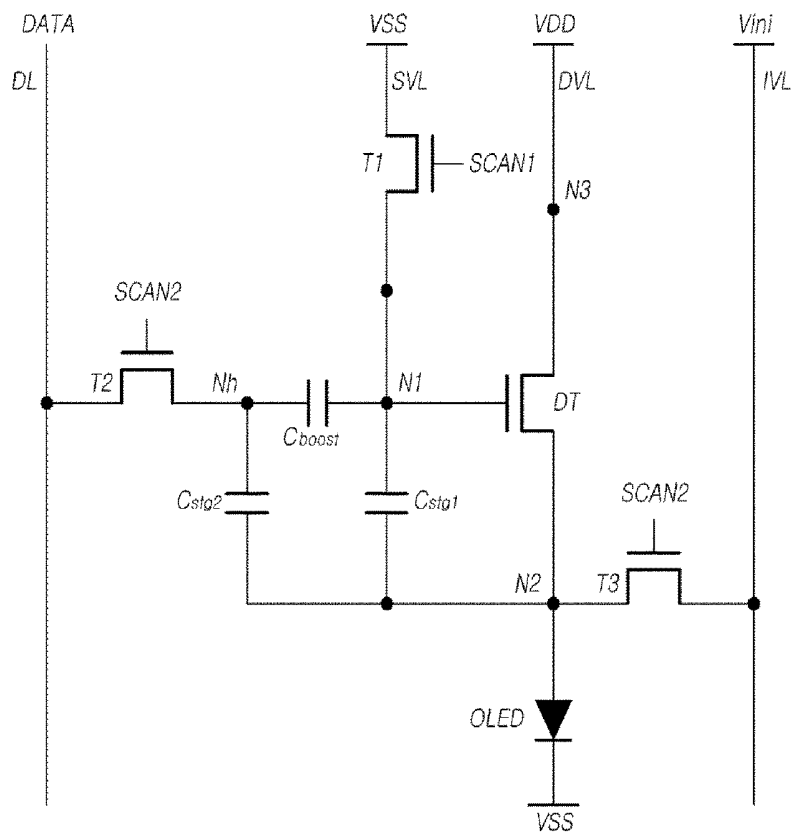 DATA VSS VDD Vini
DL SVL DVL IVL
T1 SCAN1
N3
SCAN2
T2 Nh N1 DT
Cboost
Cstg2 Cstg1 SCAN2
N2 T3
OLED
VSS